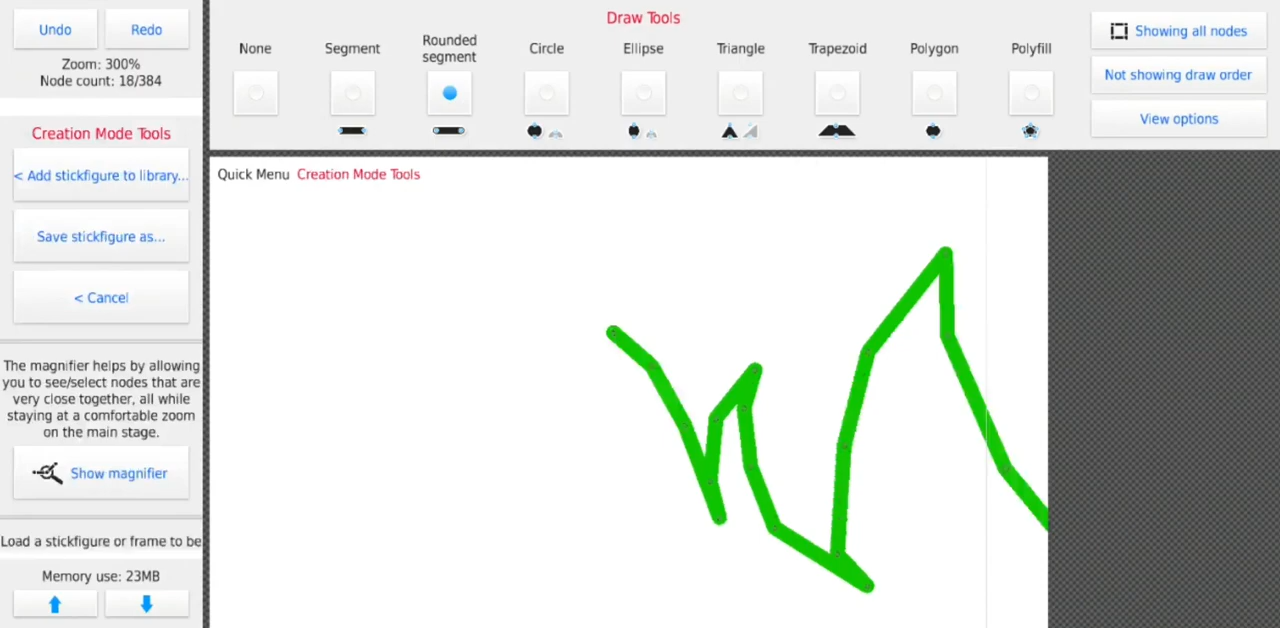 Undo
Redo
Zoom: 300%
Node count: 18/384
Creation Mode Tools
< Add stickfigure to library...
Save stickfigure as...
< Cancel
The magnifier helps by allowing
you to see/select nodes that are
very close together, all while
staying at a comfortable zoom
on the main stage.
Show magnifier
Load a stickfigure or frame to be
Memory use: 23MB
Draw Tools
None
Segment
Rounded
segment
Circle
Ellipse
Triangle
Trapezoid
Polygon
Polyfill
Showing all nodes
Not showing draw order
View options
Quick Menu Creation Mode Tools